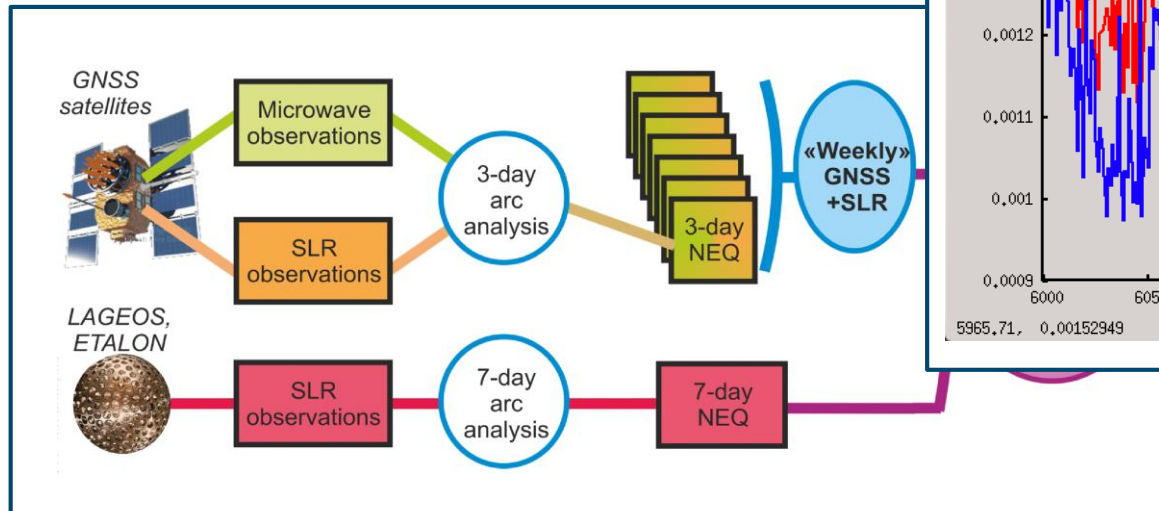 GNSS
satellites
Microwave
observations
SLR
observations
3-day
arc
analysis
3-day
NEQ
«Weekly»
GNSS
+SLR
LAGEOS,
ETALON
SLR
observations
7-day
arc
analysis
7-day
NEQ
0,0012
0,0011
0,001
0,0009
6000
605
5965.71, 0,00152949